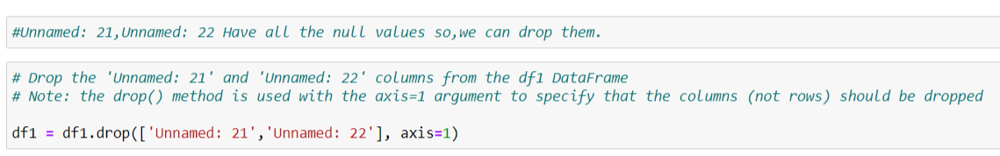 #Unnamed: 21,Unnamed: 22 Have all the null values so,we can drop them.
# Drop the 'Unnamed: 21' and 'Unnamed: 22' columns from the df1 DataFrame
# Note: the drop() method is used with the axis=1 argument to specify that the columns (not rows) should be dropped
df1 = df1.drop(['Unnamed: 21','Unnamed: 22'], axis=1)